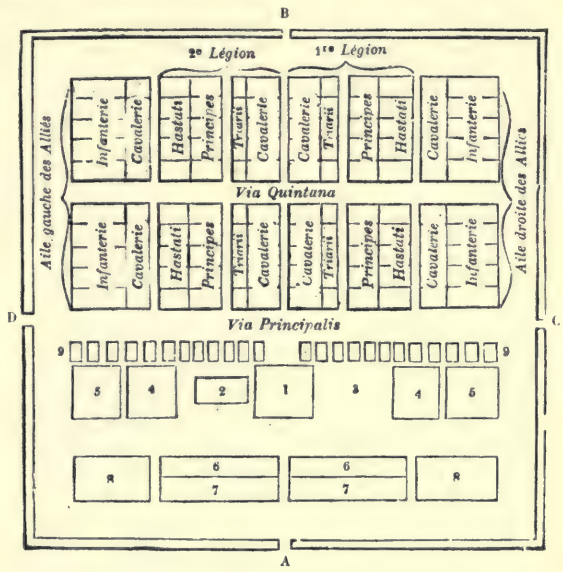 B
2e Légion
1re Légion
Aile gauche des Alliés
Infanterie
Cavalerie
Hastati
Principes
Triarii
Cavalerie
Cavalerie
Triarii
Principes
Hastati
Cavalerie
Infanterie
Aile droite des Alliés
Via Quintana
Infanterie
Cavalerie
Hastati
Principes
Triarii
Cavalerie
Cavalerie
Triarii
Principes
Hastati
Cavalerie
Infanterie
D
C
Via Principalis
9 9
5 4 2 1 3 4 5
8 6 6 8
7 7
A